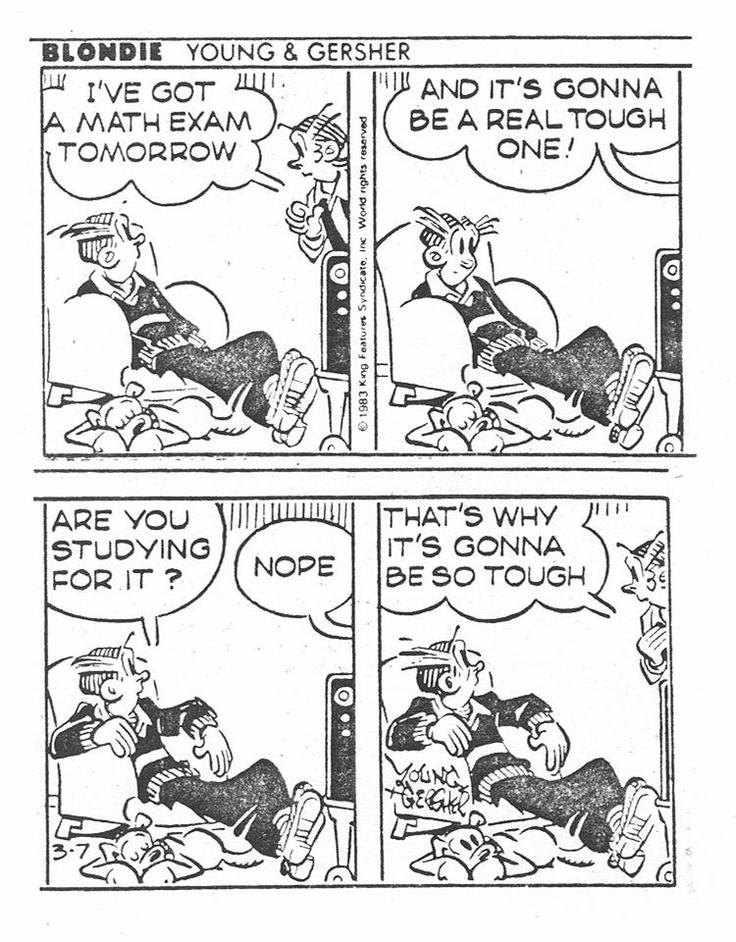 BLONDIE YOUNG & GERSHER
I'VE GOT
A MATH EXAM
TOMORROW
© 1983 King Features Syndicate, Inc. World rights reserved
AND IT'S GONNA
BE A REAL TOUGH
ONE!
ARE YOU
STUDYING
FOR IT?
NOPE
3-7
THAT'S WHY
IT'S GONNA
BE SO TOUGH
YOUNG
+ GERSHER